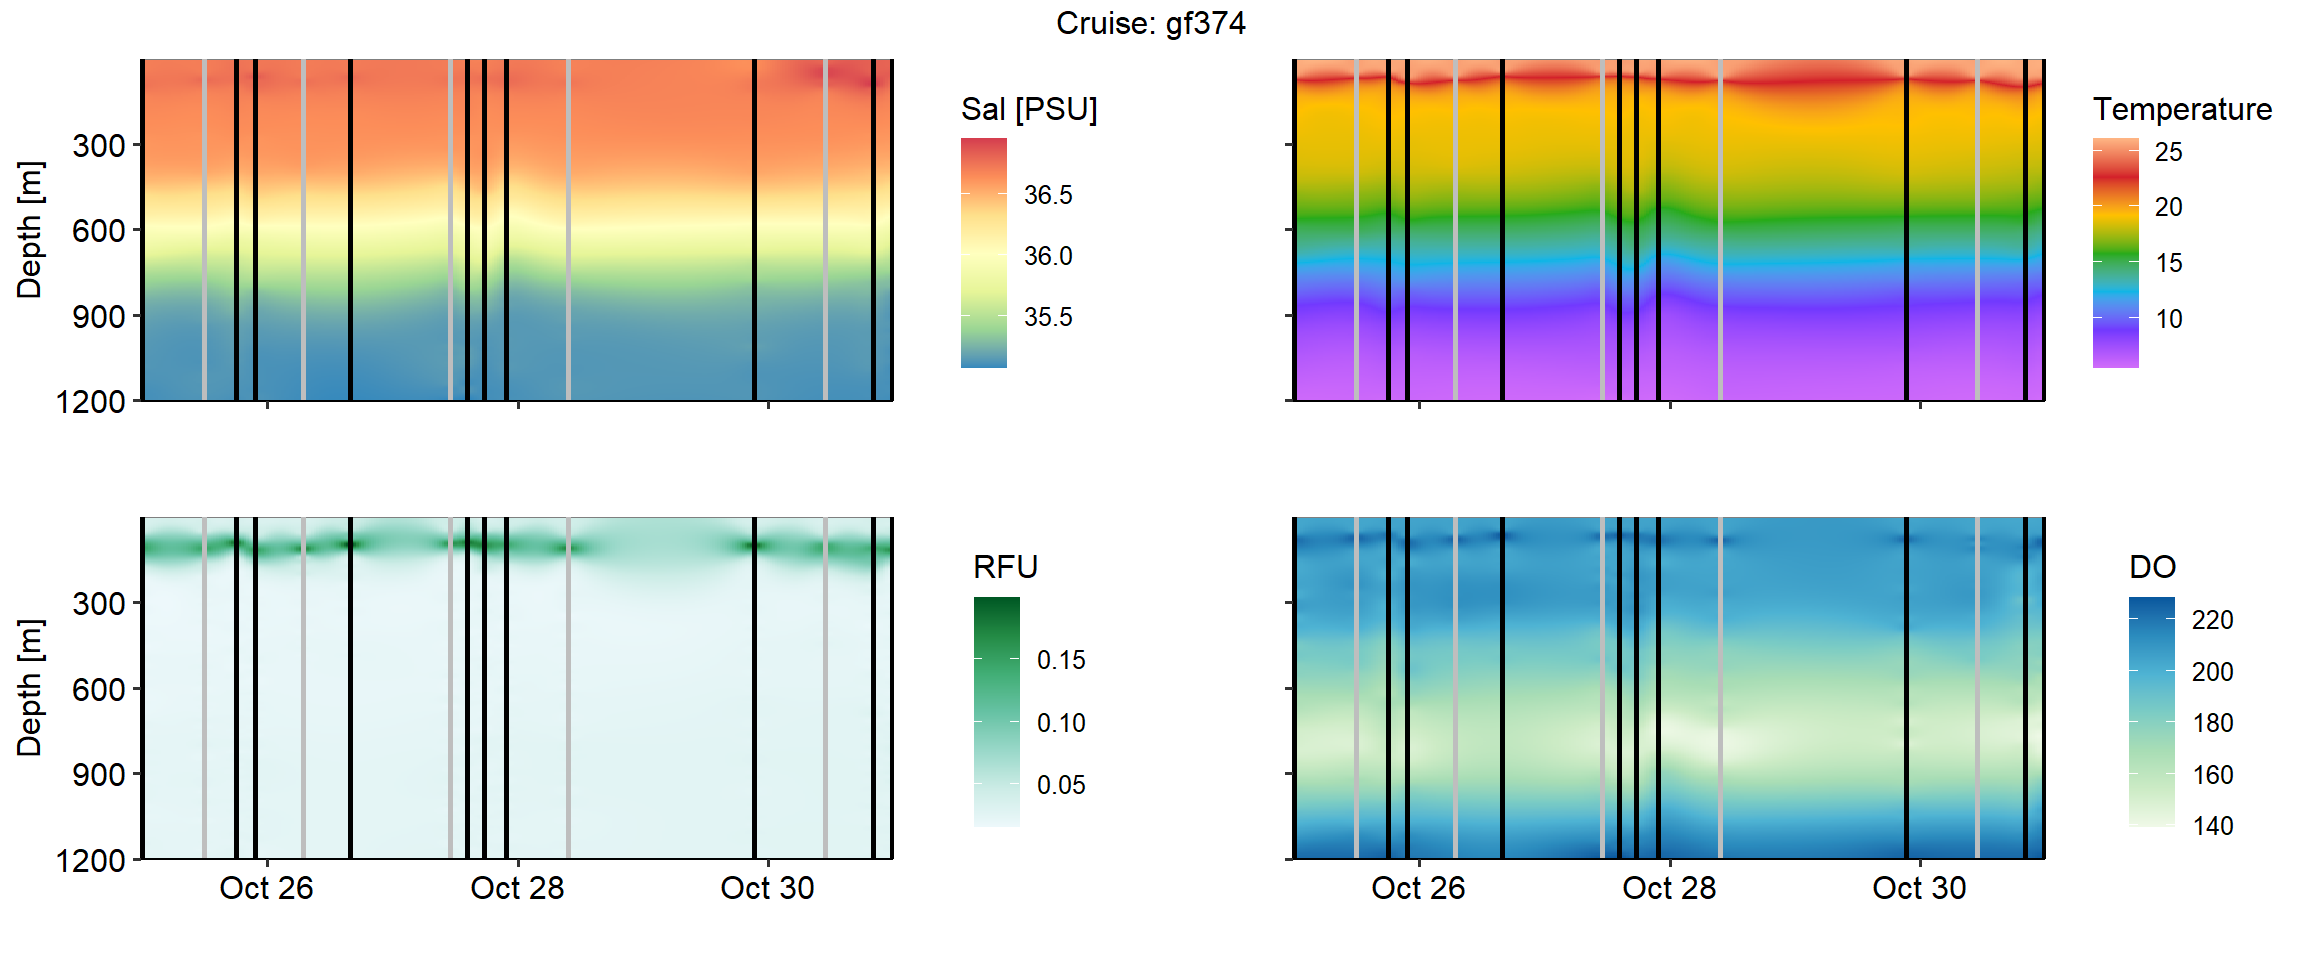 Cruise: gf374
Sal [PSU]
36.5
36.0
35.5
Depth [m]
300
600
900
1200
Temperature
25
20
15
10
RFU
0.15
0.10
0.05
Depth [m]
300
600
900
1200
Oct 26 Oct 28 Oct 30
DO
220
200
180
160
140
Oct 26 Oct 28 Oct 30